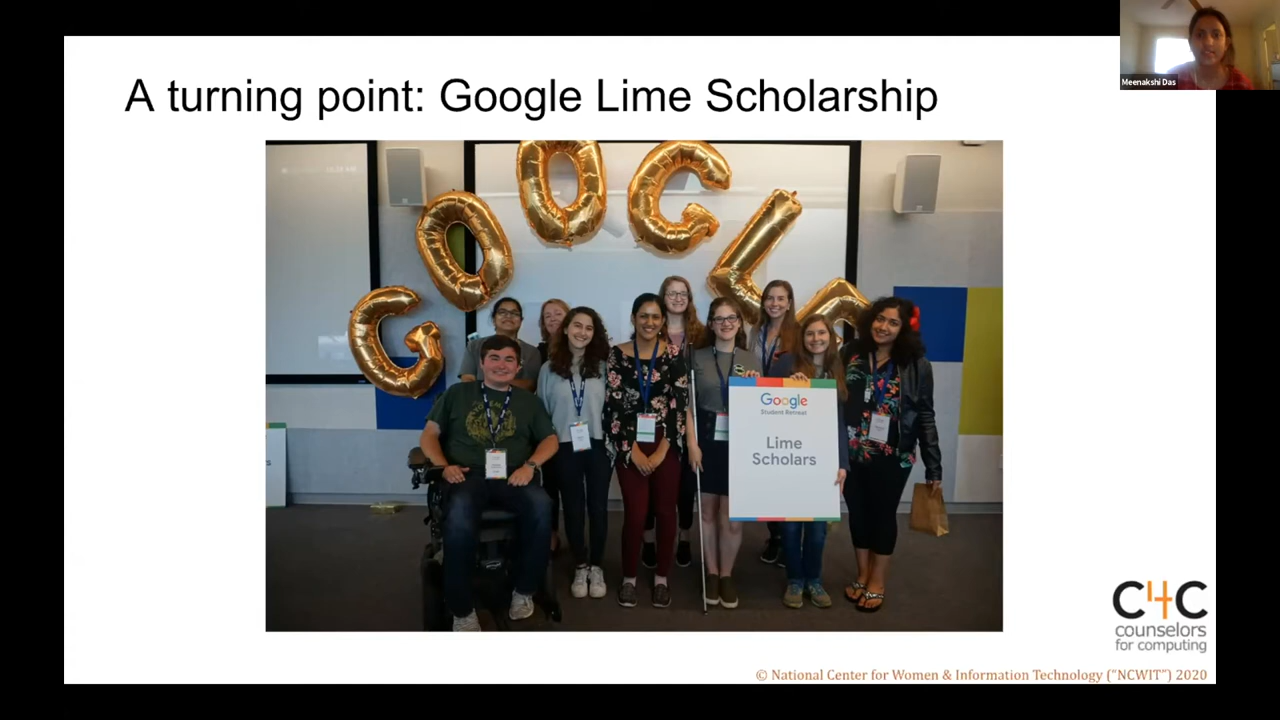 A turning point: Google Lime Scholarship
Meenakshi Das
GOOGLE
Google
Student Retreat
Lime
Scholars
C4C
counselors
for computing
© National Center for Women & Information Technology ("NCWIT") 2020